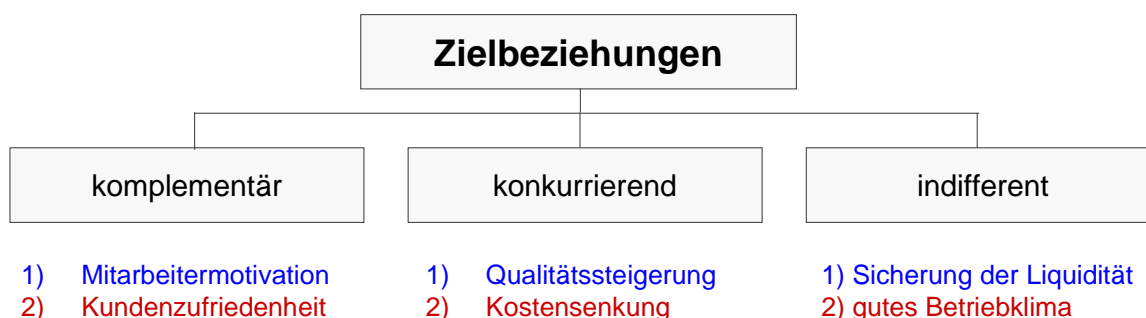 Zielbeziehungen
komplementär
konkurrierend
indifferent
1) Mitarbeitermotivation
2) Kundenzufriedenheit
1) Qualitätssteigerung
2) Kostensenkung
1) Sicherung der Liquidität
2) gutes Betriebklima